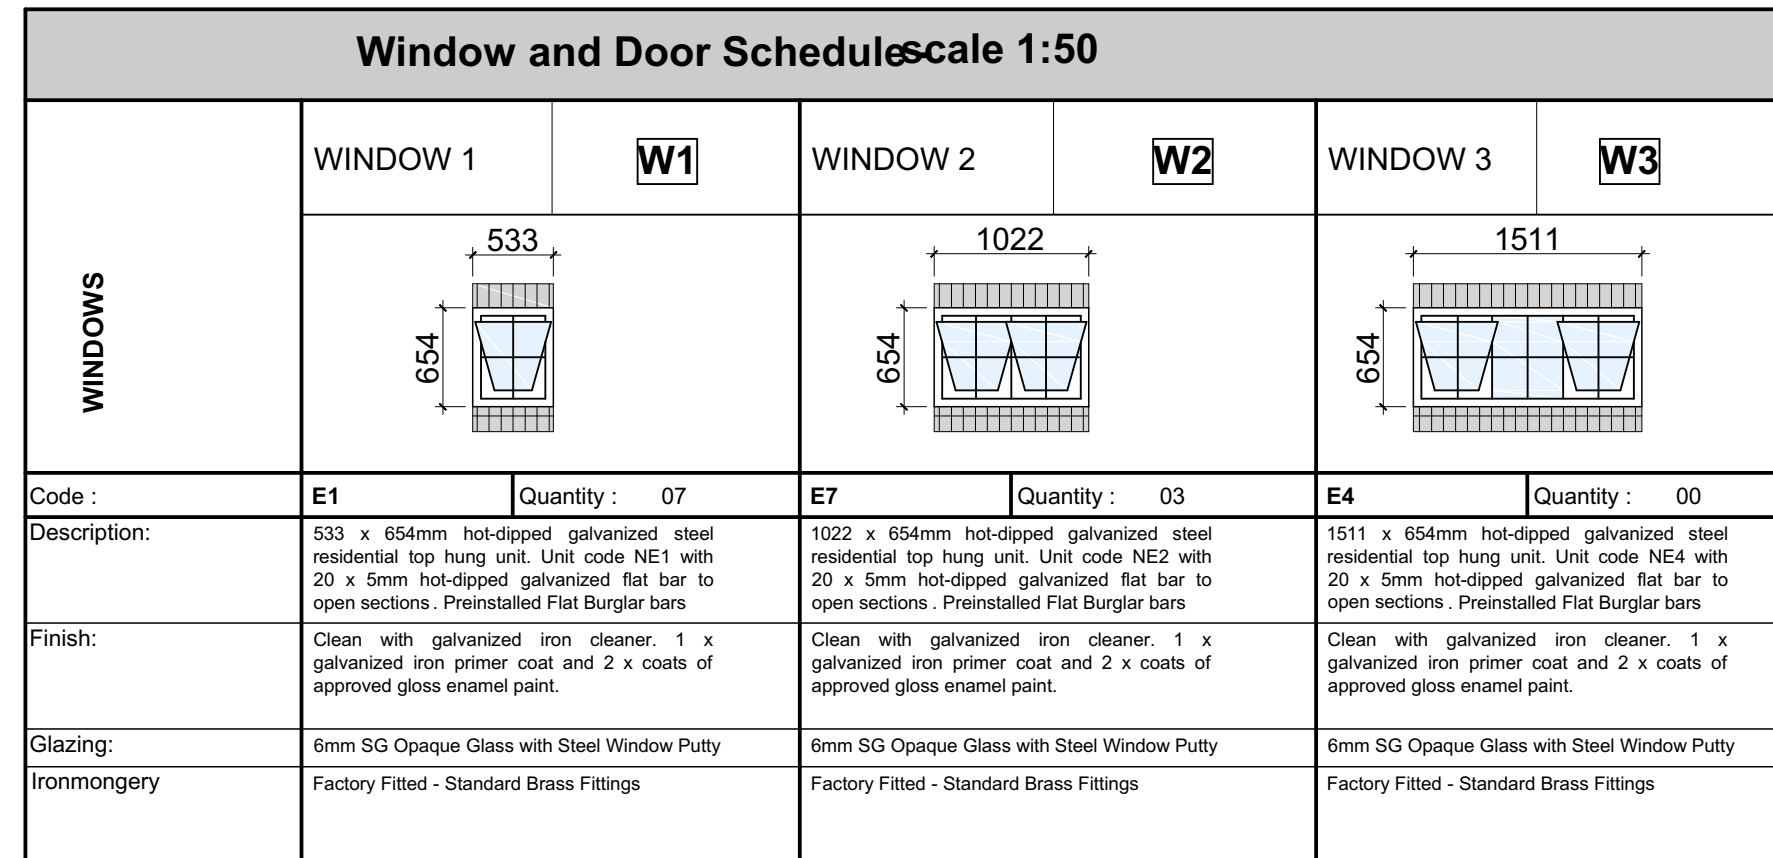 Window and Door Schedule - scale 1:50
WINDOWS
WINDOW 1
W1
WINDOW 2
W2
WINDOW 3
W3
533
654
1022
654
1511
654
Code :
E1
Quantity : 07
E7
Quantity : 03
E4
Quantity : 00
Description:
533 x 654mm hot-dipped galvanized steel
residential top hung unit. Unit code NE1 with
20 x 5mm hot-dipped galvanized flat bar to
open sections . Preinstalled Flat Burglar bars
1022 x 654mm hot-dipped galvanized steel
residential top hung unit. Unit code NE2 with
20 x 5mm hot-dipped galvanized flat bar to
open sections . Preinstalled Flat Burglar bars
1511 x 654mm hot-dipped galvanized steel
residential top hung unit. Unit code NE4 with
20 x 5mm hot-dipped galvanized flat bar to
open sections . Preinstalled Flat Burglar bars
Finish:
Clean with galvanized iron cleaner. 1 x
galvanized iron primer coat and 2 x coats of
approved gloss enamel paint.
Clean with galvanized iron cleaner. 1 x
galvanized iron primer coat and 2 x coats of
approved gloss enamel paint.
Clean with galvanized iron cleaner. 1 x
galvanized iron primer coat and 2 x coats of
approved gloss enamel paint.
Glazing:
6mm SG Opaque Glass with Steel Window Putty
6mm SG Opaque Glass with Steel Window Putty
6mm SG Opaque Glass with Steel Window Putty
Ironmongery
Factory Fitted - Standard Brass Fittings
Factory Fitted - Standard Brass Fittings
Factory Fitted - Standard Brass Fittings